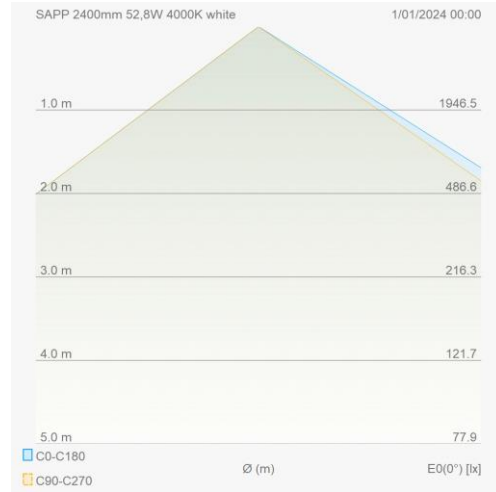 SAPP 2400mm 52,8W 4000K white 1/01/2024 00:00
1.0 m 1946.5
2.0 m 486.6
3.0 m 216.3
4.0 m 121.7
5.0 m 77.9
C0-C180
Ø (m) E0(0°) [lx]
C90-C270